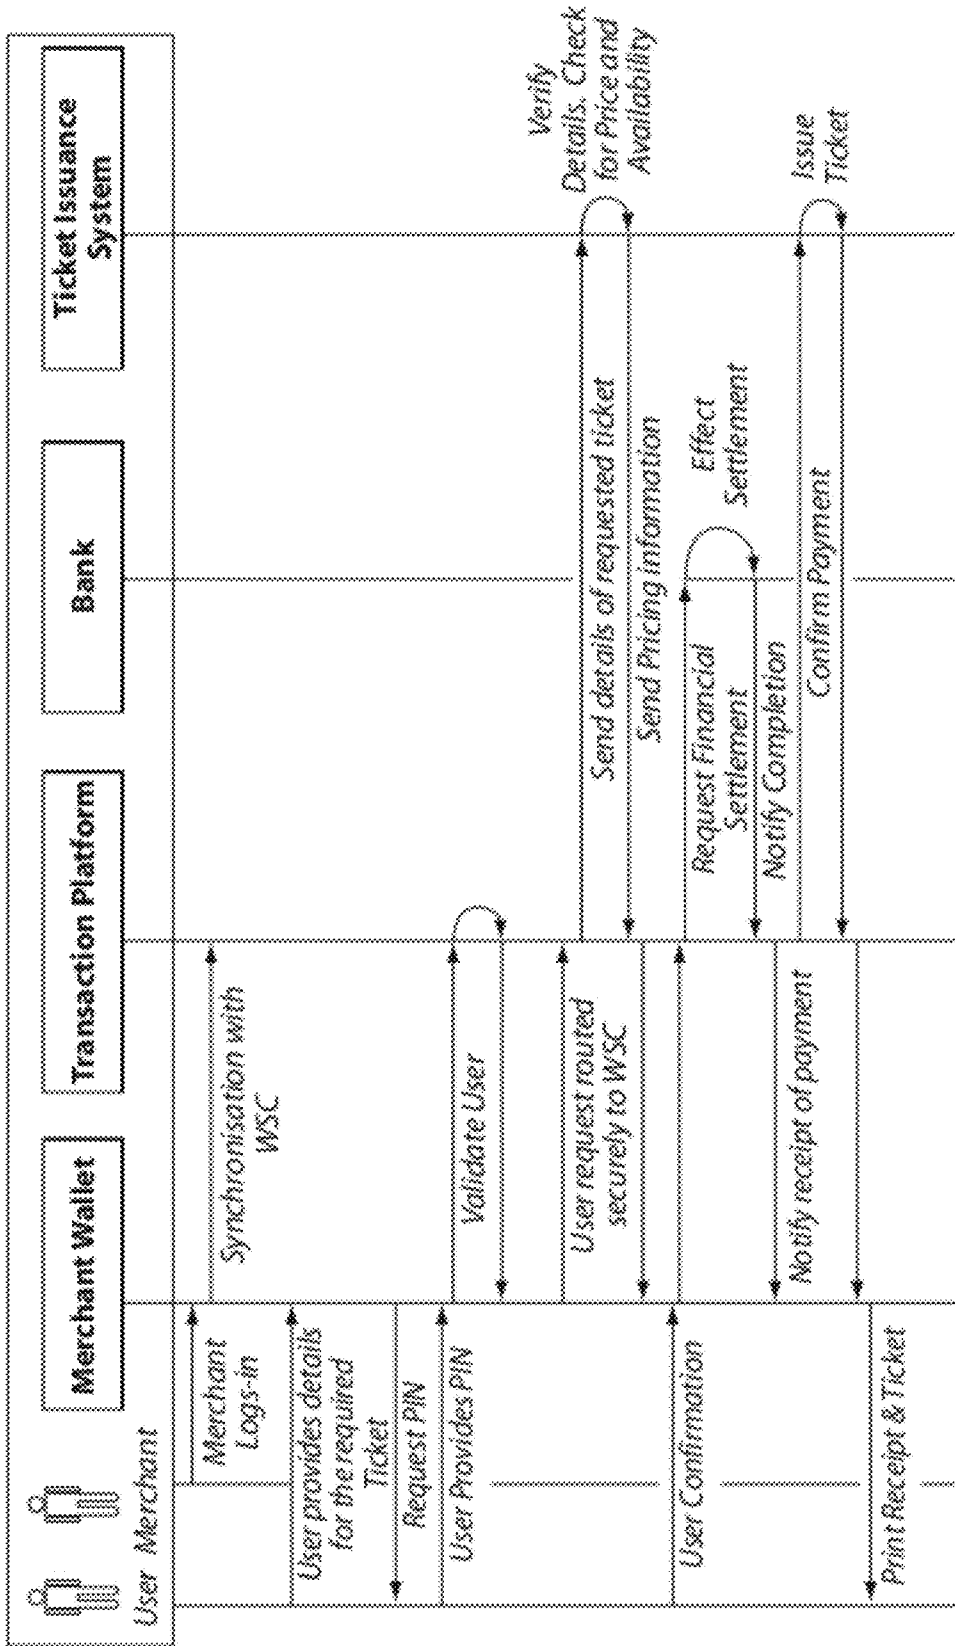 User
Merchant
Merchant Wallet
Transaction Platform
Bank
Ticket Issuance
System
Merchant
Logs-in
Synchronisation with
WSC
User provides details
for the required
Ticket
Request PIN
User Provides PIN
Validate User
User request routed
securely to WSC
Send details of requested ticket
Verify
Details. Check
for Price and
Availability
Send Pricing information
User Confirmation
Request Financial
Settlement
Effect
Settlement
Notify Completion
Notify receipt of payment
Confirm Payment
Issue
Ticket
Print Receipt & Ticket